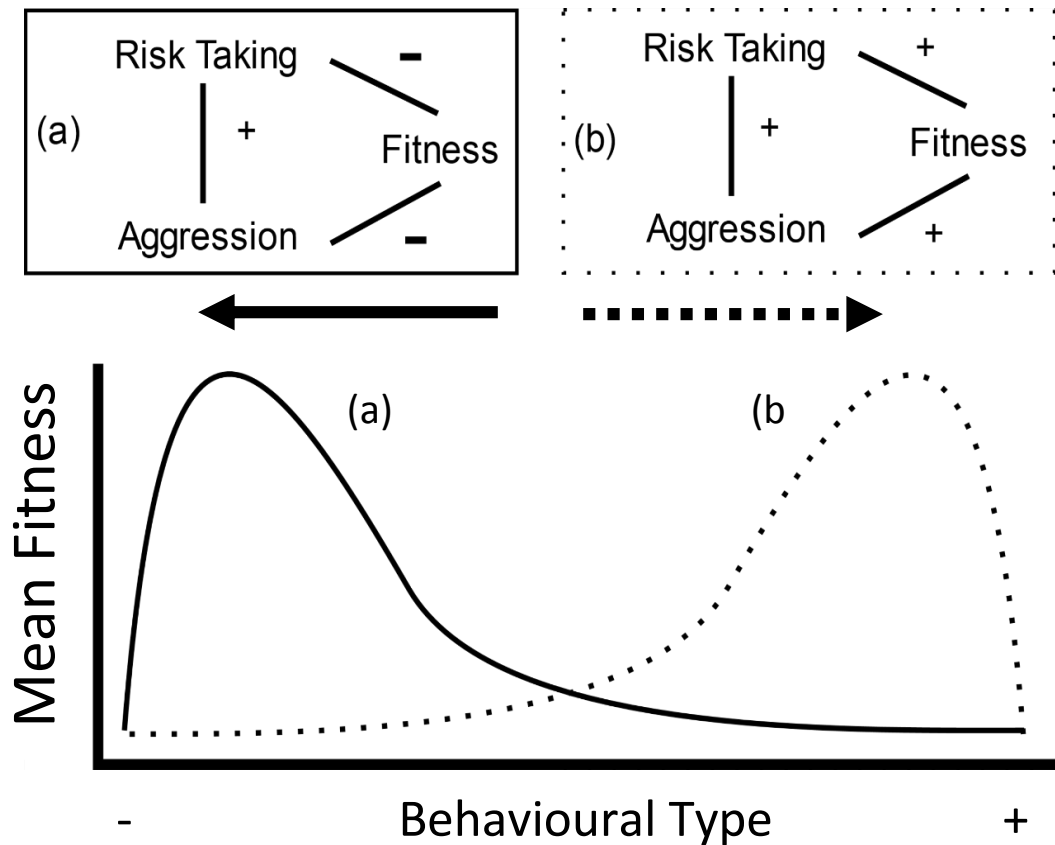 Risk Taking -
(a) + Fitness
Aggression -
Risk Taking +
(b) + Fitness
Aggression +
Mean Fitness
(a)
(b
- Behavioural Type +